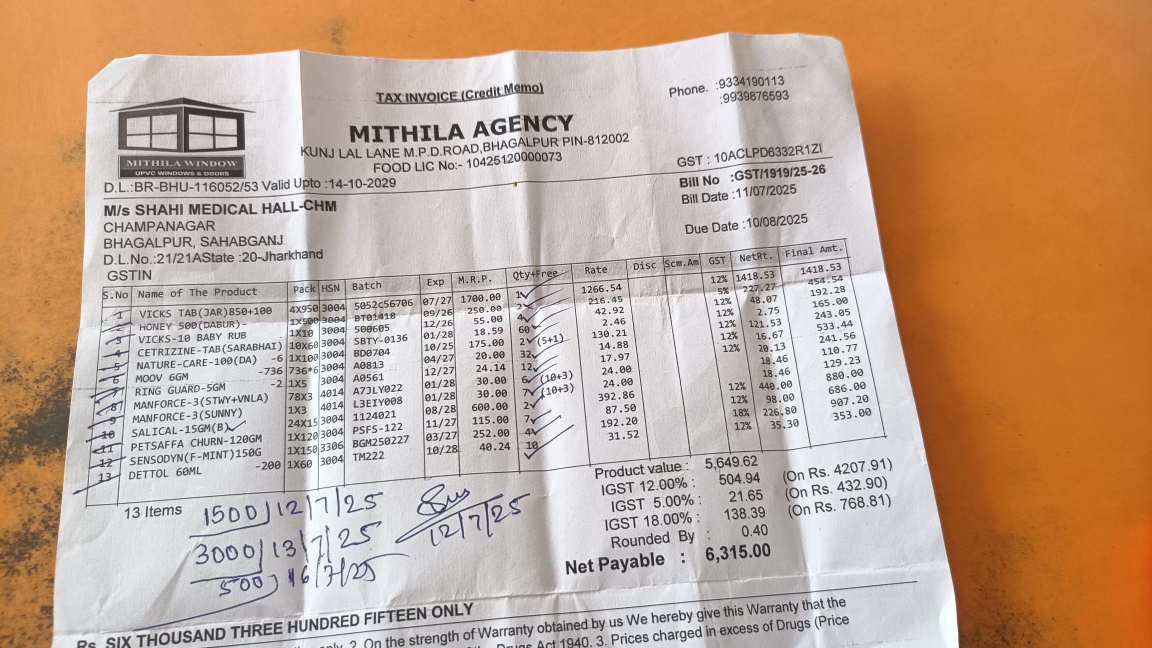 TAX INVOICE (Credit Memo)
Phone. :9334190113
:9939876593
MITHILA WINDOW
UPVC WINDOWS & DOORS
MITHILA AGENCY
KUNJ LAL LANE M.P.D.ROAD,BHAGALPUR PIN-812002
FOOD LIC No:- 10425120000073
GST : 10ACLPD6332R1ZI
D.L.:BR-BHU-116052/53 Valid Upto :14-10-2029
Bill No :GST/1919/25-26
Bill Date :11/07/2025
Due Date :10/08/2025
M/s SHAHI MEDICAL HALL-CHM
CHAMPANAGAR
BHAGALPUR, SAHABGANJ
D.L.No.:21/21AState :20-Jharkhand
GSTIN
S.No Name of The Product Pack HSN Batch Exp M.R.P. Qty+Free Rate Disc Scm.Am GST NetRt. Final Amt.
1 VICKS TAB(JAR)850+100 4X950 3004 5052C56706 07/27 1700.00 1 1266.54 12% 1418.53 1418.53
2 HONEY 500(DABUR)- 1X500 3004 BT01418 09/26 250.00 2 216.45 5% 227.27 454.54
3 VICKS-10 BABY RUB 1X10 3004 500605 12/26 55.00 4 42.92 12% 48.07 192.28
4 CETRIZINE-TAB(SARABHAI) 10X60 3004 SBTY-0136 01/28 18.59 60 2.46 12% 2.75 165.00
5 NATURE-CARE-100(DA) -6 1X100 3004 BD0704 10/25 175.00 2 (5+1) 130.21 12% 121.53 243.05
6 MOOV 6GM -736 736*6 3004 A0813 04/27 20.00 32 14.88 12% 16.67 533.44
7 RING GUARD-5GM -2 1X5 3004 A0561 12/27 24.14 12 17.97 12% 20.13 241.56
8 MANFORCE-3(STWY+VNLA) 78X3 4014 A7JLY022 01/28 30.00 6 (10+3) 24.00 18.46 110.77
9 MANFORCE-3(SUNNY) 1X3 4014 L3EIY008 01/28 30.00 7 (10+3) 24.00 18.46 129.23
10 SALICAL-15GM(B) 24X15 3004 1124021 08/28 600.00 2 392.86 12% 440.00 880.00
11 PETSAFFA CHURN-120GM 1X120 3004 PSFS-122 11/27 115.00 7 87.50 12% 98.00 686.00
12 SENSODYN(F-MINT)150G 1X150 3306 BGM250227 03/27 252.00 4 192.20 18% 226.80 907.20
13 DETTOL 60ML -200 1X60 3004 TM222 10/28 40.24 10 31.52 12% 35.30 353.00
13 Items
Product value : 5,649.62
IGST 12.00% : 504.94 (On Rs. 4207.91)
IGST 5.00% : 21.65 (On Rs. 432.90)
IGST 18.00% : 138.39 (On Rs. 768.81)
Rounded By : 0.40
Net Payable : 6,315.00
1500 12/7/25
3000 13/7/25
500 16/7/25
12/7/25
Rs. SIX THOUSAND THREE HUNDRED FIFTEEN ONLY
only. 2. On the strength of Warranty obtained by us We hereby give this Warranty that the
Drugs Act 1940. 3. Prices charged in excess of Drugs (Price